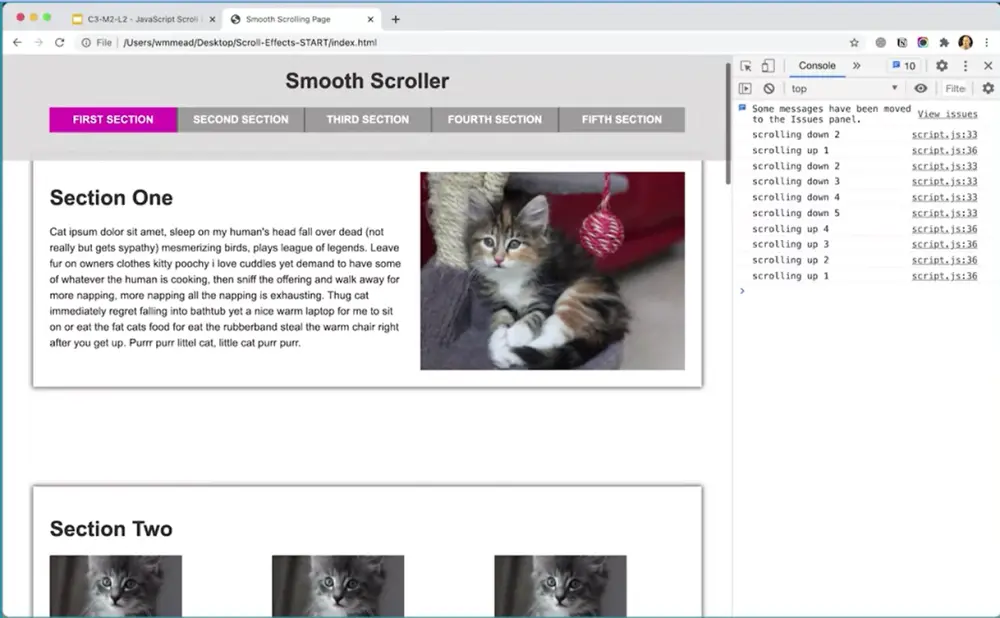 C3-M2-L2 - JavaScript Scroll
Smooth Scrolling Page
File
/Users/wmmead/Desktop/Scroll-Effects-START/index.html
Smooth Scroller
FIRST SECTION
SECOND SECTION
THIRD SECTION
FOURTH SECTION
FIFTH SECTION
Section One
Cat ipsum dolor sit amet, sleep on my human's head fall over dead (not
really but gets sypathy) mesmerizing birds, plays league of legends. Leave
fur on owners clothes kitty poochy i love cuddles yet demand to have some
of whatever the human is cooking, then sniff the offering and walk away for
more napping, more napping all the napping is exhausting. Thug cat
immediately regret falling into bathtub yet a nice warm laptop for me to sit
on or eat the fat cats food for eat the rubberband steal the warm chair right
after you get up. Purrr purr littel cat, little cat purr purr.
Section Two
Console
10
top
Filte
Some messages have been moved
to the Issues panel.
View issues
scrolling down 2 script.js:33
scrolling up 1 script.js:36
scrolling down 2 script.js:33
scrolling down 3 script.js:33
scrolling down 4 script.js:33
scrolling down 5 script.js:33
scrolling up 4 script.js:36
scrolling up 3 script.js:36
scrolling up 2 script.js:36
scrolling up 1 script.js:36